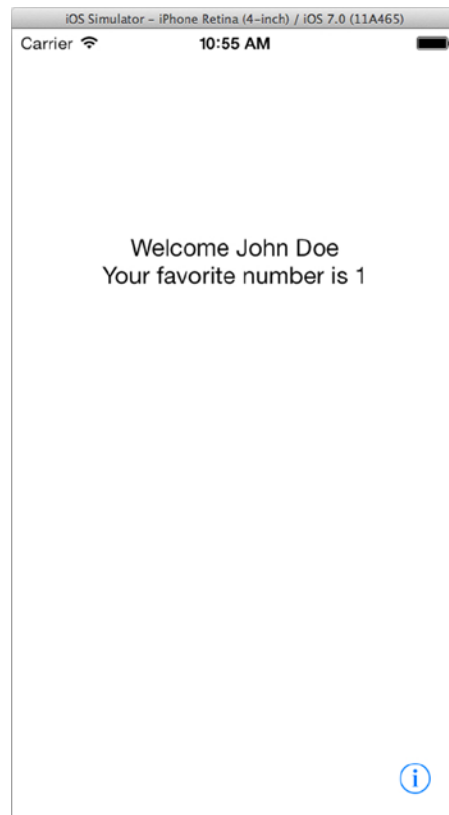 iOS Simulator – iPhone Retina (4-inch) / iOS 7.0 (11A465)
Carrier 10:55 AM
Welcome John Doe
Your favorite number is 1
i